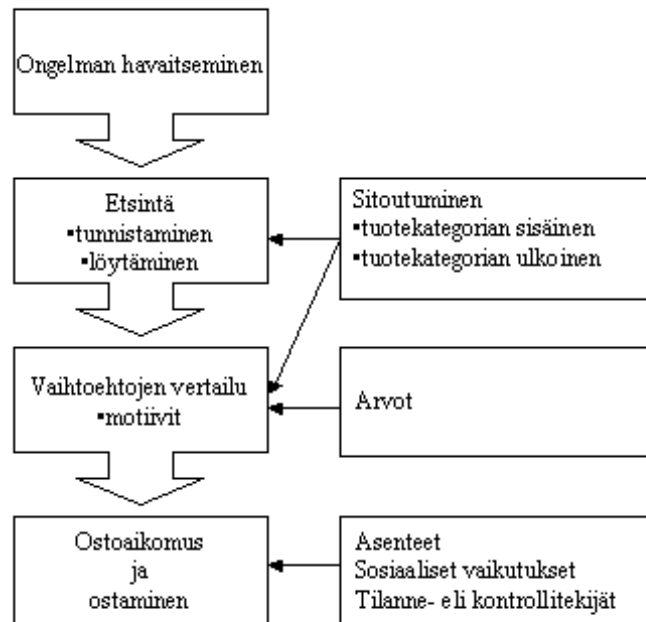 Ongelman havaitseminen
Etsintä
▪tunnistaminen
▪löytäminen
Sitoutuminen
▪tuotekategorian sisäinen
▪tuotekategorian ulkoinen
Vaihtoehtojen vertailu
▪motiivit
Arvot
Ostoaikomus
ja
ostaminen
Asenteet
Sosiaaliset vaikutukset
Tilanne- eli kontrollitekijät